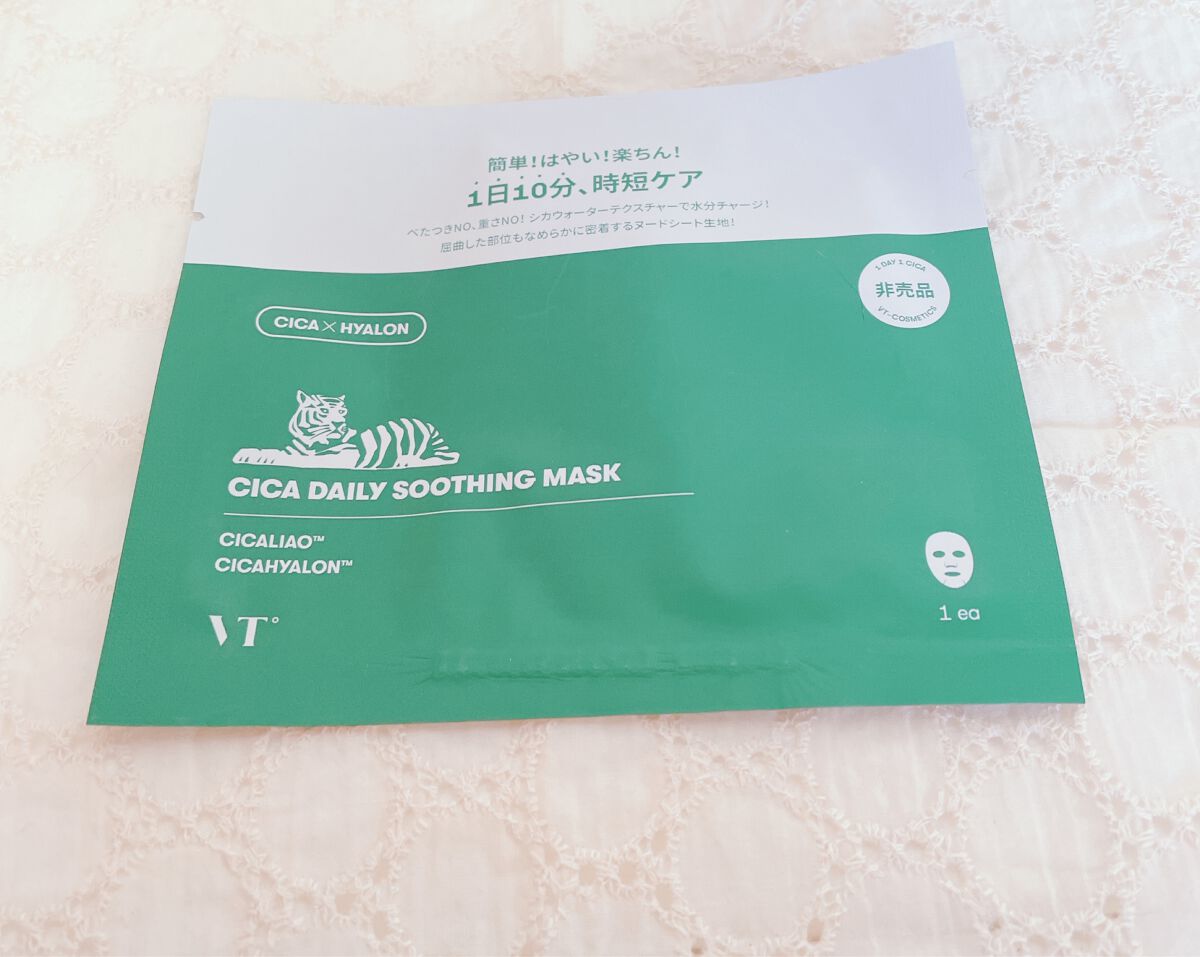 簡単!はやい!楽ちん!
1日10分、時短ケア
べたつきNO、重さNO! シカウォーターテクスチャーで水分チャージ!
屈曲した部位もなめらかに密着するヌードシート生地!
1 DAY 1 CICA
非売品
VT-COSMETICS
CICA×HYALON
CICA DAILY SOOTHING MASK
CICALIAO™
CICAHYALON™
VT°
1 ea